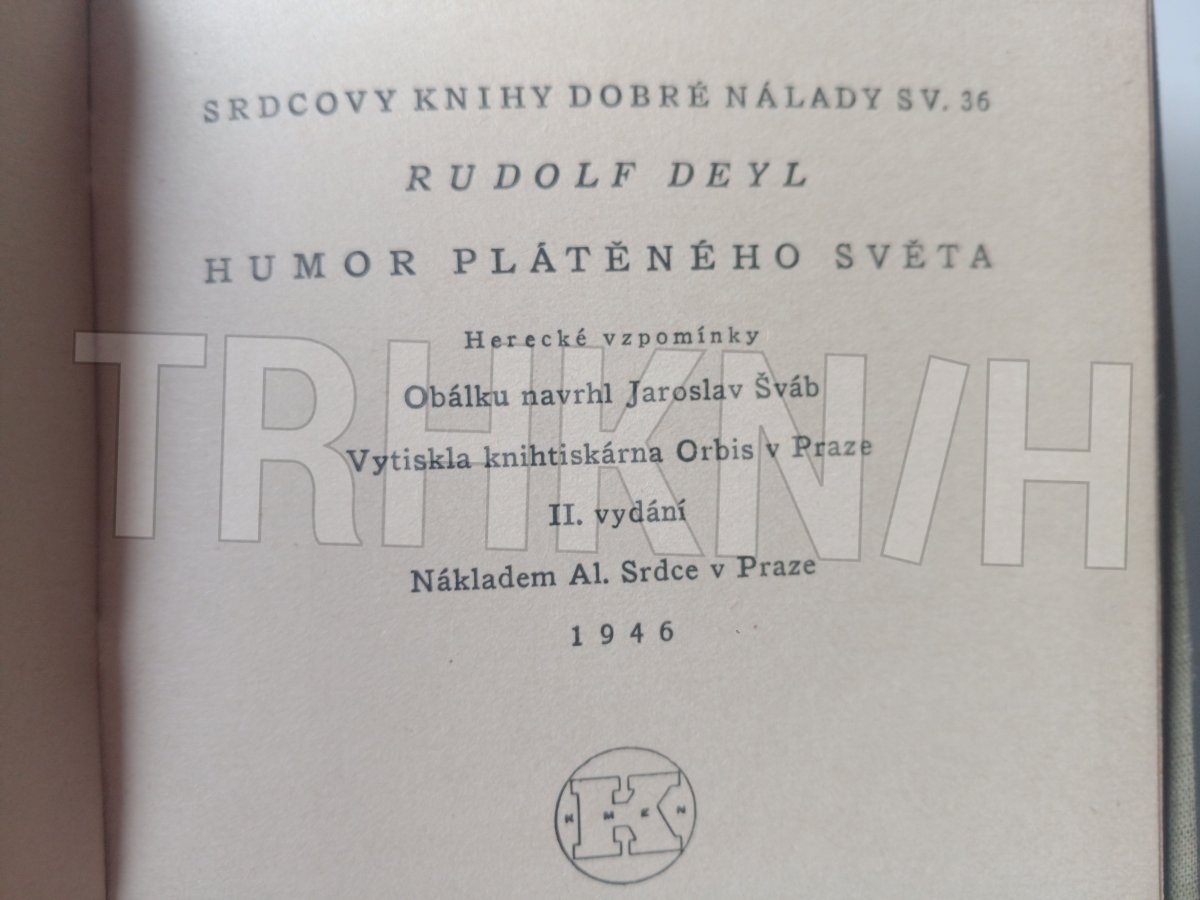 SRDCOVY KNIHY DOBRÉ NÁLADY SV. 36
RUDOLF DEYL
HUMOR PLÁTĚNÉHO SVĚTA
Herecké vzpomínky
Obálku navrhl Jaroslav Šváb
Vytiskla knihtiskárna Orbis v Praze
II. vydání
Nákladem Al. Srdce v Praze
1946
K
K M E N
TRHKN/H